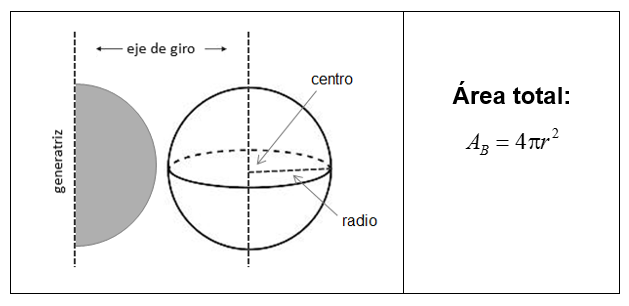 eje de giro
centro
generatriz
radio
Área total:
A_B = 4πr²